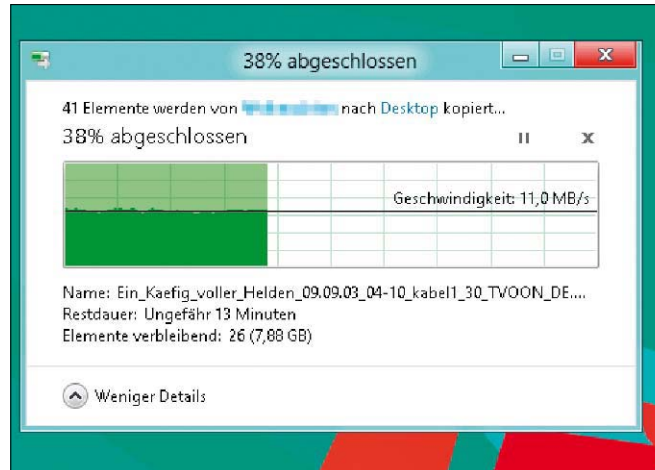 38% abgeschlossen
41 Elemente werden von nach Desktop kopiert...
38% abgeschlossen
Geschwindigkeit: 11,0 MB/s
Name: Ein_Kaefig_voller_Helden_09.09.03_04-10_kabel1_30_TVOON_DE....
Restdauer: Ungefähr 13 Minuten
Elemente verbleibend: 26 (7,88 GB)
Weniger Details